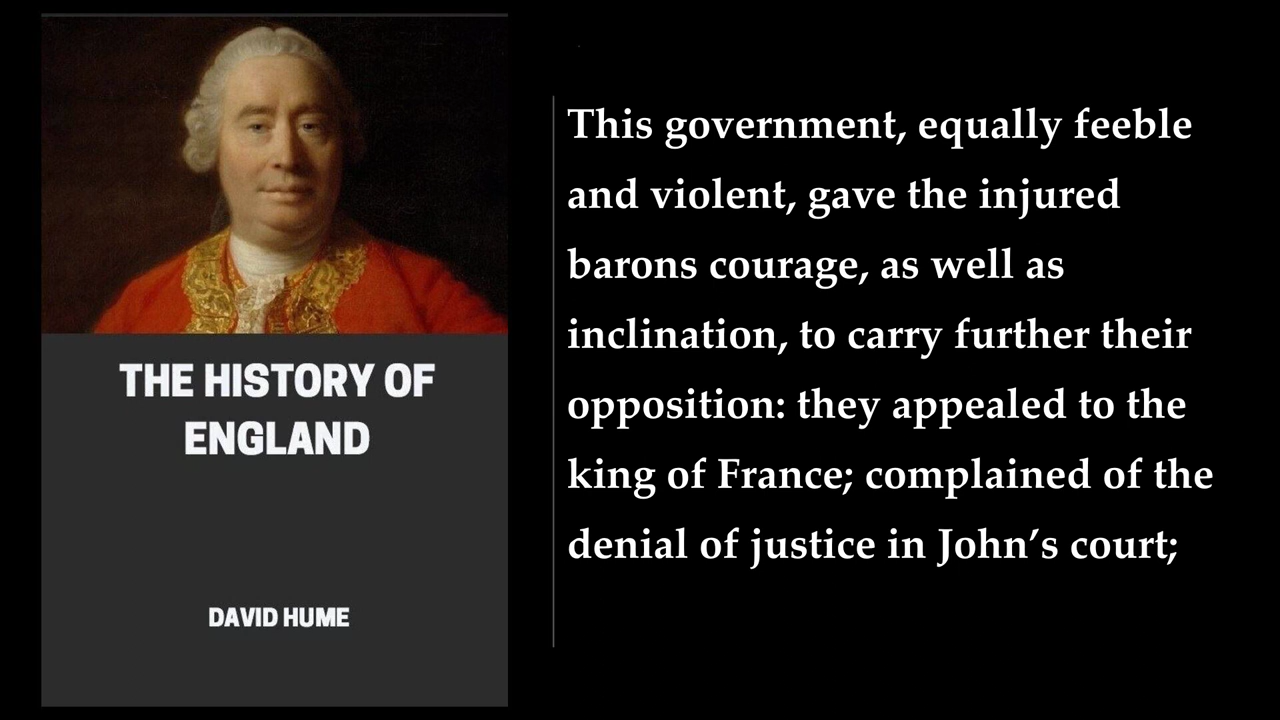 THE HISTORY OF
ENGLAND
DAVID HUME
This government, equally feeble
and violent, gave the injured
barons courage, as well as
inclination, to carry further their
opposition: they appealed to the
king of France; complained of the
denial of justice in John’s court;